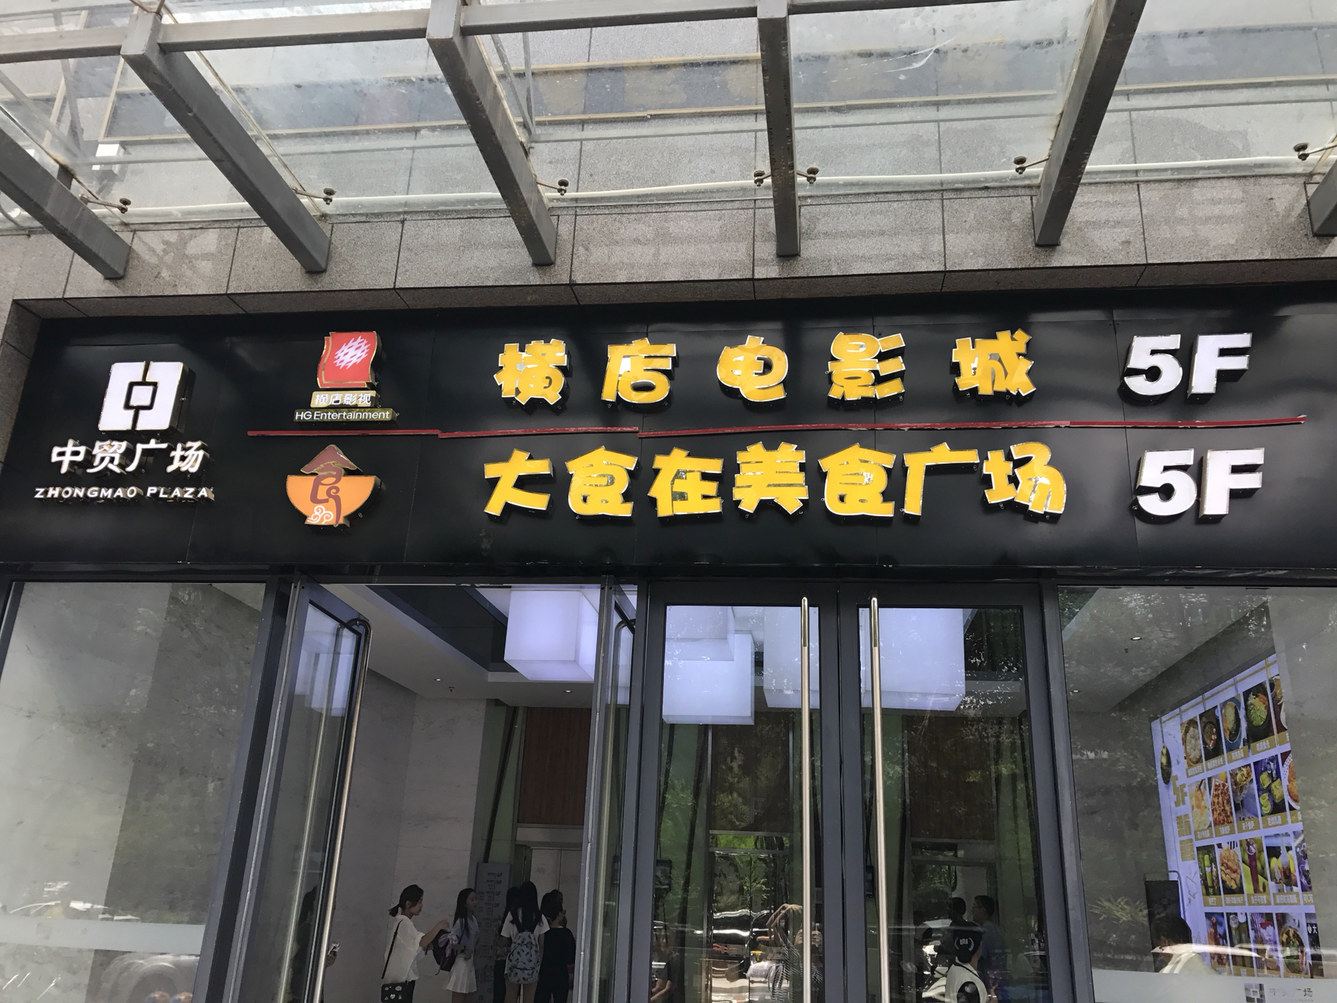 中贸广场
ZHONGMAO PLAZA
横店影视
HG Entertainment
横店电影城 5F
大食在美食广场 5F